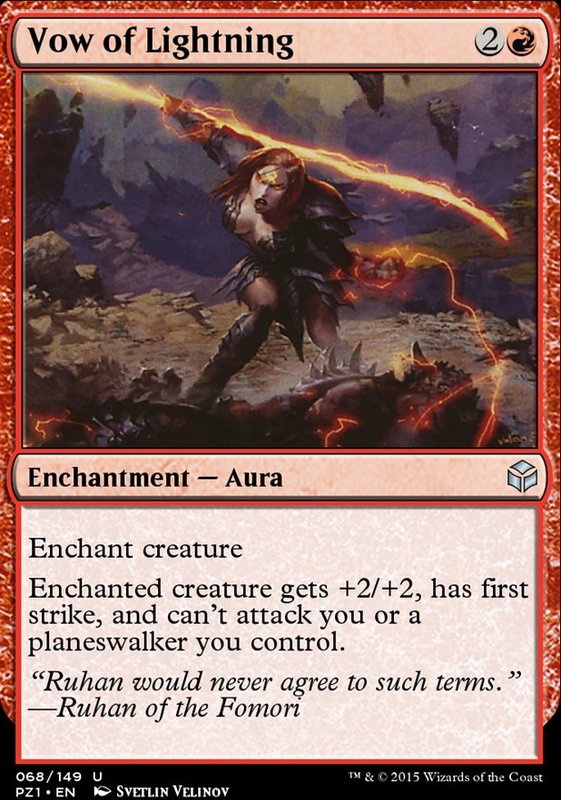 Vow of Lightning 2
Enchantment — Aura
Enchant creature
Enchanted creature gets +2/+2, has first
strike, and can't attack you or a
planeswalker you control.
“Ruhan would never agree to such terms.”
—Ruhan of the Fomori
068/149 U
PZ1 • EN Svetlin Velinov
™ & © 2015 Wizards of the Coast